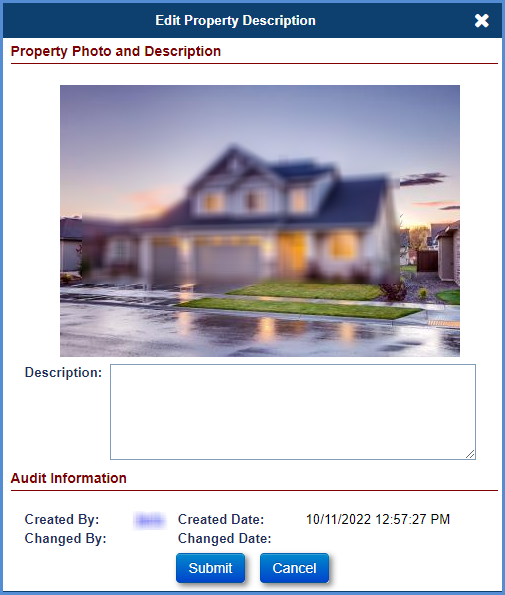 Edit Property Description
Property Photo and Description
Description:
Audit Information
Created By: Created Date: 10/11/2022 12:57:27 PM
Changed By: Changed Date:
Submit Cancel